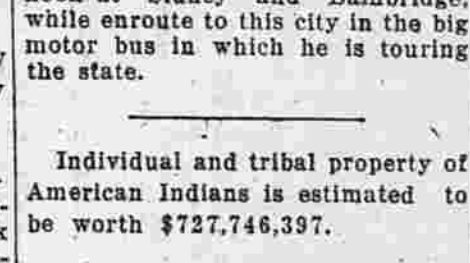 while enroute to this city in the big
motor bus in which he is touring
the state.
Individual and tribal property of
American Indians is estimated to
be worth $727,746,397.